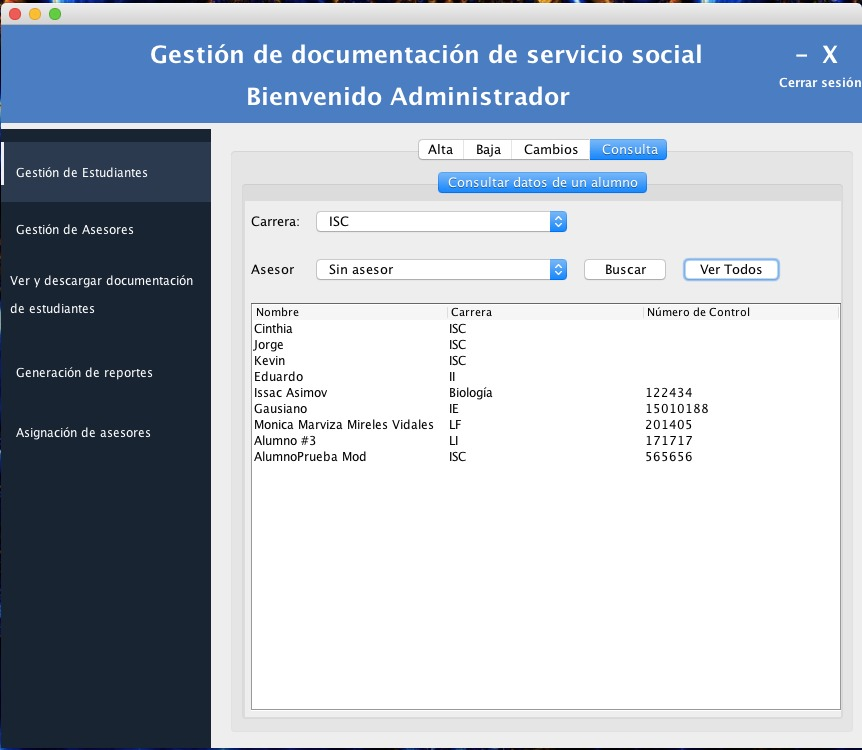 Gestión de documentación de servicio social
– X
Bienvenido Administrador
Cerrar sesión
Gestión de Estudiantes
Gestión de Asesores
Ver y descargar documentación
de estudiantes
Generación de reportes
Asignación de asesores
Alta Baja Cambios Consulta
Consultar datos de un alumno
Carrera: ISC
Asesor Sin asesor Buscar Ver Todos
Nombre Carrera Número de Control
Cinthia ISC
Jorge ISC
Kevin ISC
Eduardo II
Issac Asimov Biología 122434
Gausiano IE 15010188
Monica Marviza Mireles Vidales LF 201405
Alumno #3 LI 171717
AlumnoPrueba Mod ISC 565656